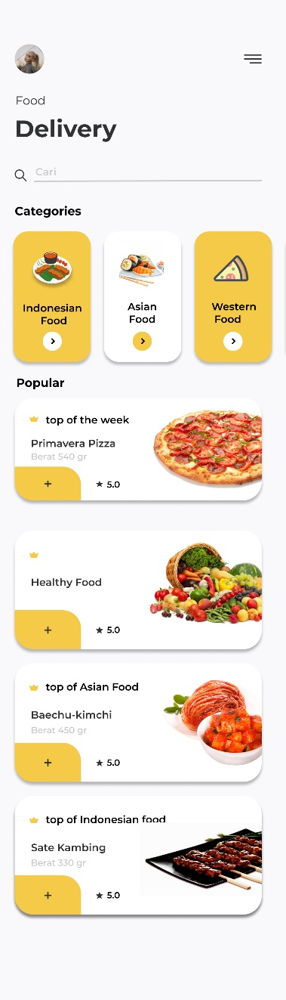 Food
Delivery
Cari
Categories
Indonesian
Food
Asian
Food
Western
Food
Popular
top of the week
Primavera Pizza
Berat 540 gr
+
5.0
Healthy Food
+
5.0
top of Asian Food
Baechu-kimchi
Berat 450 gr
+
5.0
top of Indonesian food
Sate Kambing
Berat 330 gr
+
5.0